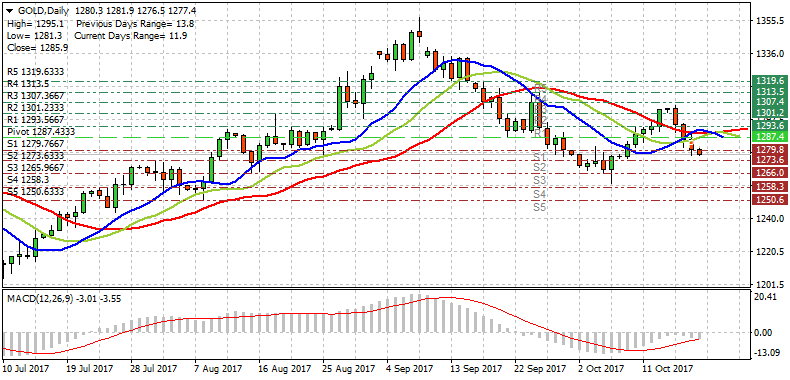 GOLD,Daily 1280.3 1281.9 1276.5 1277.4
High= 1295.1 Previous Days Range= 13.8
Low= 1281.3 Current Days Range= 11.9
Close= 1285.9
R5 1319.6333
R4 1313.5
R3 1307.3667
R2 1301.2333
R1 1293.5667
Pivot 1287.4333
S1 1279.7667
S2 1273.6333
S3 1265.9667
S4 1258.3
S5 1250.6333
S1
S2
S3
S4
S5
1355.5
1336.0
1319.6
1313.5
1307.4
1301.2
1293.6
1287.4
1279.8
1273.6
1266.0
1258.3
1250.6
1240.0
1220.5
1201.5
MACD(12,26,9) -3.01 -3.55
20.41
0.00
-13.09
10 Jul 2017 19 Jul 2017 28 Jul 2017 7 Aug 2017 16 Aug 2017 25 Aug 2017 4 Sep 2017 13 Sep 2017 22 Sep 2017 2 Oct 2017 11 Oct 2017